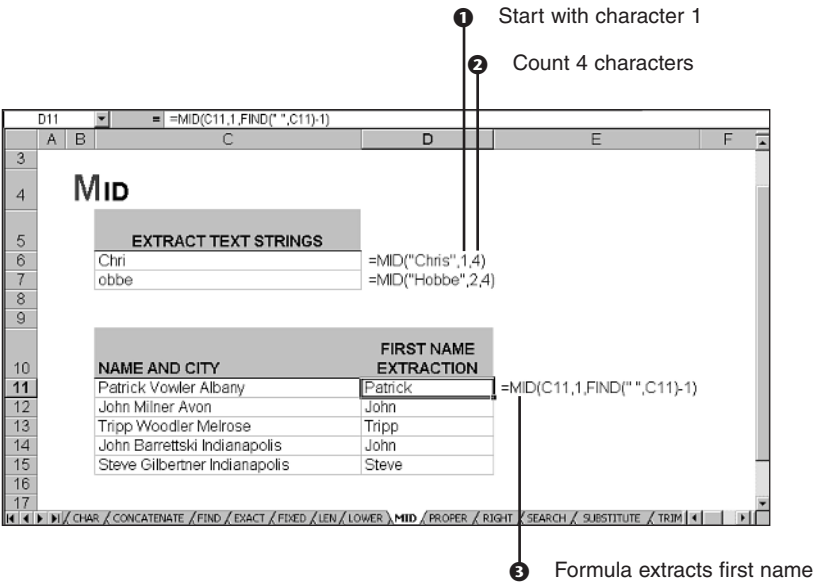 1 Start with character 1
2 Count 4 characters
D11 = =MID(C11,1,FIND(" ",C11)-1)
A B C D E F
3
4 MID
5 EXTRACT TEXT STRINGS
6 Chri =MID("Chris",1,4)
7 obbe =MID("Hobbe",2,4)
8
9
FIRST NAME
10 NAME AND CITY EXTRACTION
11 Patrick Vowler Albany Patrick =MID(C11,1,FIND(" ",C11)-1)
12 John Milner Avon John
13 Tripp Woodler Melrose Tripp
14 John Barrettski Indianapolis John
15 Steve Gilbertner Indianapolis Steve
16
17
CHAR CONCATENATE FIND EXACT FIXED LEN LOWER MID PROPER RIGHT SEARCH SUBSTITUTE TRIM
3 Formula extracts first name